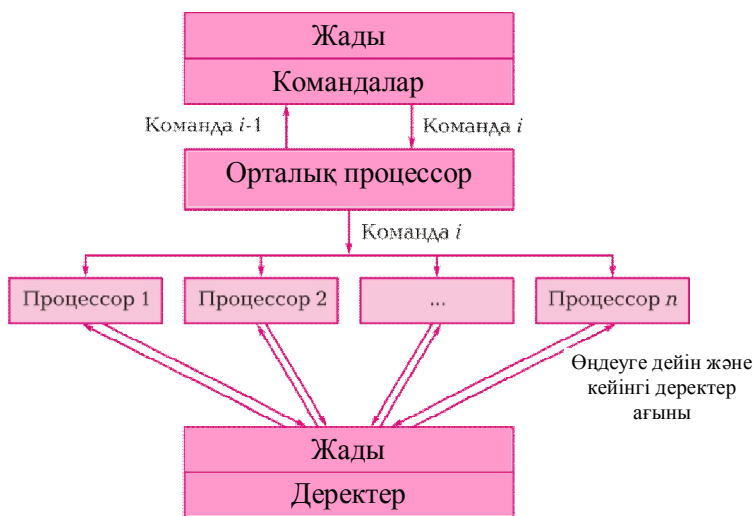 Жады
Командалар
Команда i-1
Команда i
Орталық процессор
Команда i
Процессор 1
Процессор 2
...
Процессор n
Өңдеуге дейін және
кейінгі деректер
ағыны
Жады
Деректер